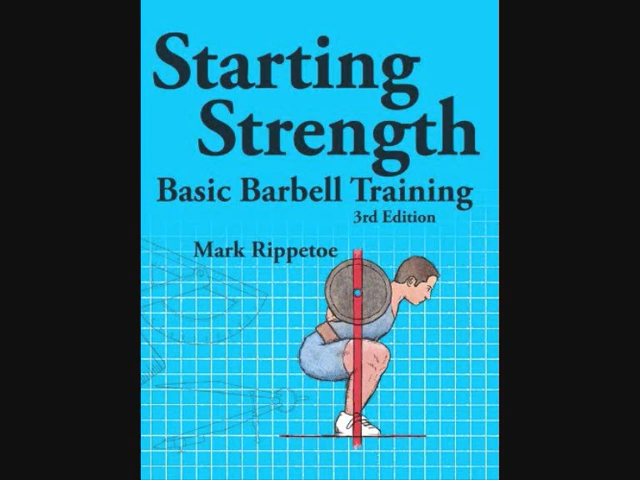 Starting
Strength
Basic Barbell Training
3rd Edition
Mark Rippetoe